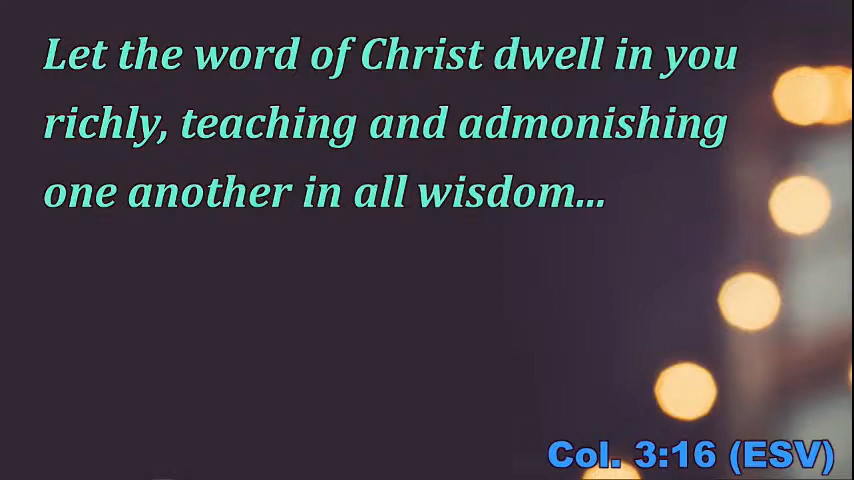 Let the word of Christ dwell in you
richly, teaching and admonishing
one another in all wisdom...
Col. 3:16 (ESV)